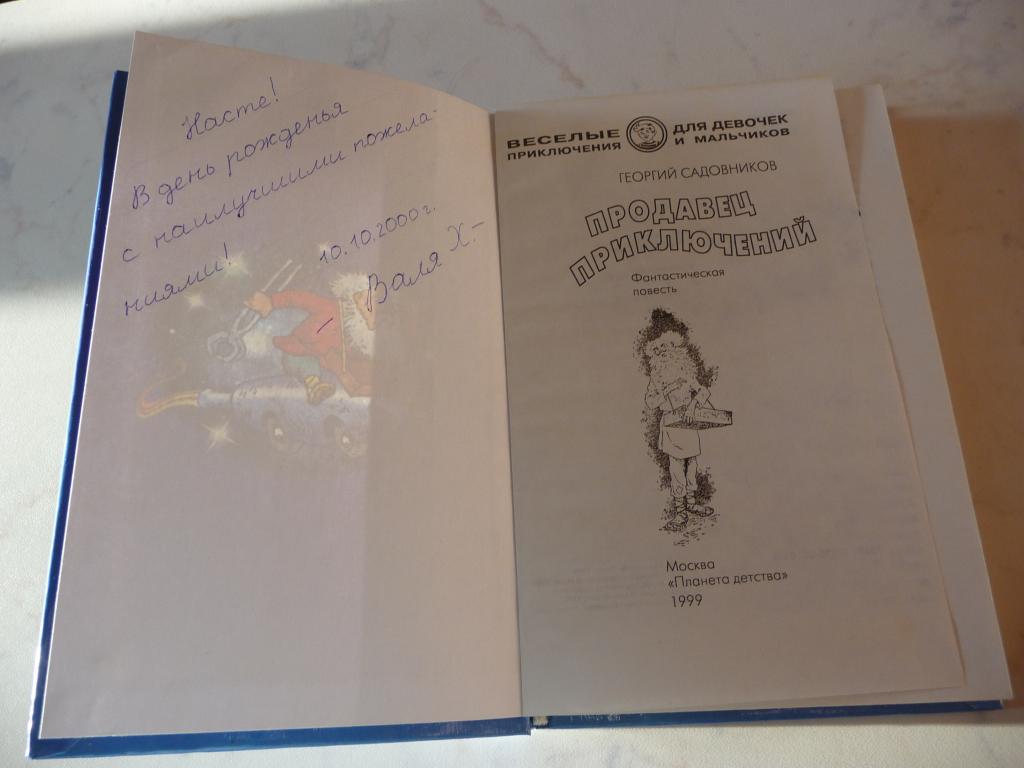 Насте!
В день рожденья
с наилучшими пожела-
ниями!
10.10.2000 г.
— Валя Х.—
ВЕСЕЛЫЕ ДЛЯ ДЕВОЧЕК
ПРИКЛЮЧЕНИЯ И МАЛЬЧИКОВ
ГЕОРГИЙ САДОВНИКОВ
ПРОДАВЕЦ
ПРИКЛЮЧЕНИЙ
Фантастическая
повесть
Москва
«Планета детства»
1999